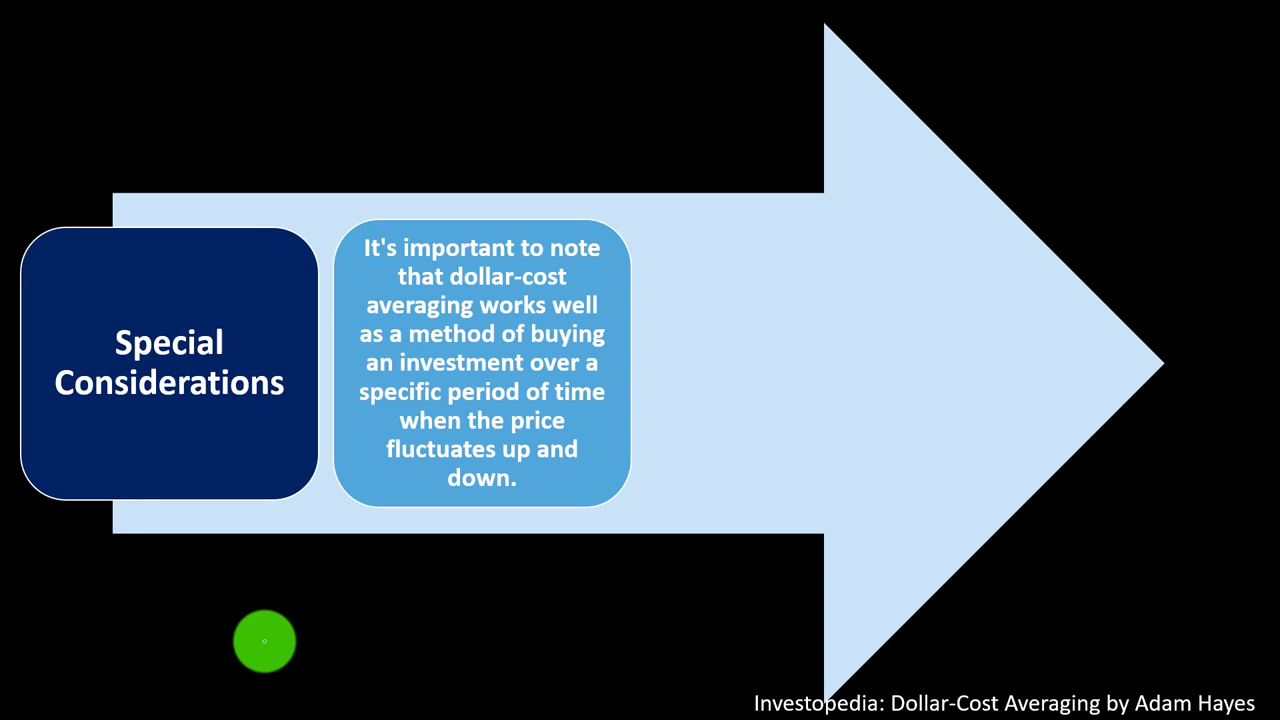 Special
Considerations
It's important to note
that dollar-cost
averaging works well
as a method of buying
an investment over a
specific period of time
when the price
fluctuates up and
down.
Investopedia: Dollar-Cost Averaging by Adam Hayes